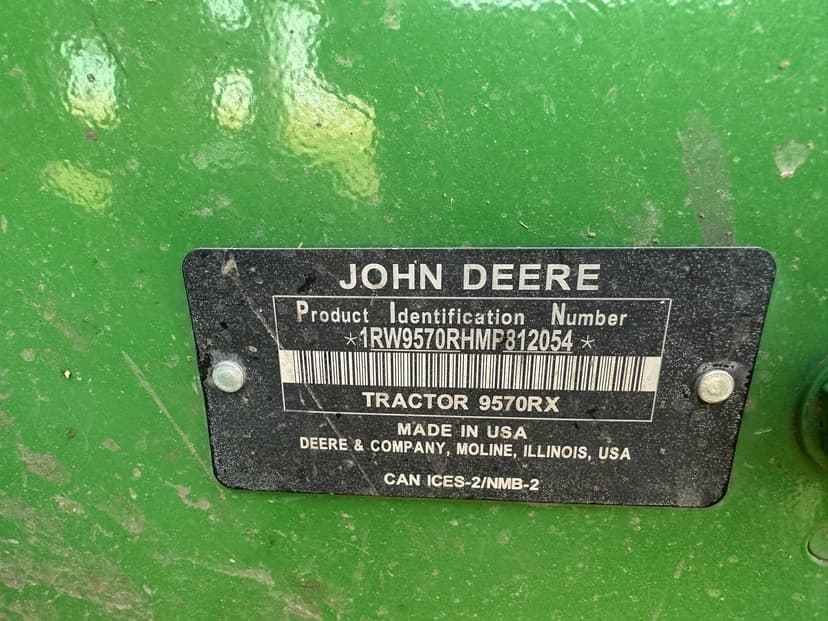 JOHN DEERE
Product Identification Number
*1RW9570RHMP812054*
TRACTOR 9570RX
MADE IN USA
DEERE & COMPANY, MOLINE, ILLINOIS, USA
CAN ICES-2/NMB-2